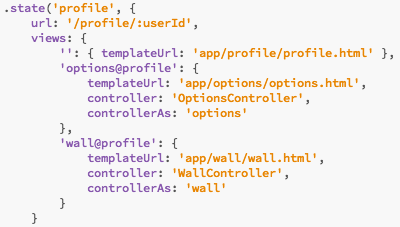 .state('profile', {
    url: '/profile/:userId',
    views: {
        '': { templateUrl: 'app/profile/profile.html' },
        'options@profile': {
            templateUrl: 'app/options/options.html',
            controller: 'OptionsController',
            controllerAs: 'options'
        },
        'wall@profile': {
            templateUrl: 'app/wall/wall.html',
            controller: 'WallController',
            controllerAs: 'wall'
        }
    }